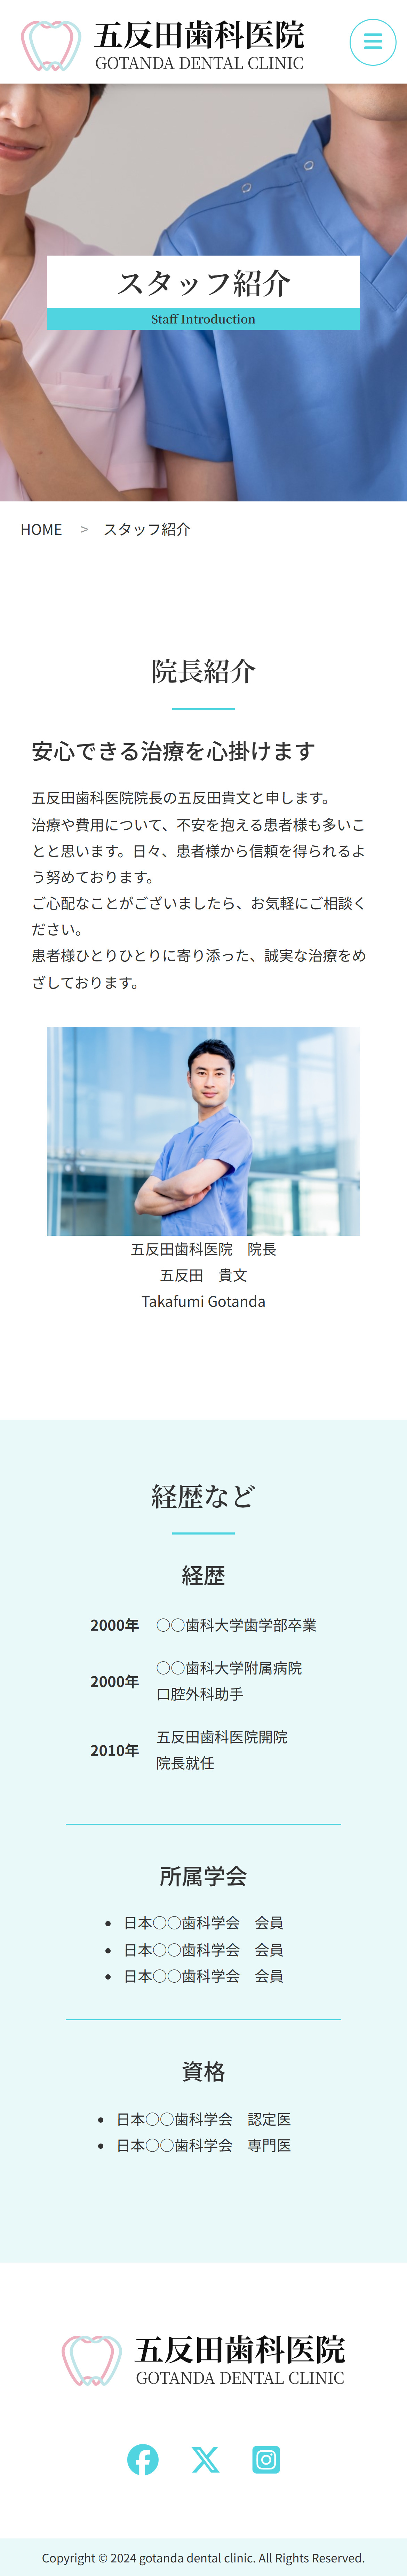 五反田歯科医院
GOTANDA DENTAL CLINIC
スタッフ紹介
Staff Introduction
HOME > スタッフ紹介
院長紹介
安心できる治療を心掛けます
五反田歯科医院院長の五反田貴文と申します。
治療や費用について、不安を抱える患者様も多いこ
とと思います。日々、患者様から信頼を得られるよ
う努めております。
ご心配なことがございましたら、お気軽にご相談く
ださい。
患者様ひとりひとりに寄り添った、誠実な治療をめ
ざしております。
五反田歯科医院　院長
五反田　貴文
Takafumi Gotanda
経歴など
経歴
2000年 〇〇歯科大学歯学部卒業
2000年 〇〇歯科大学附属病院
口腔外科助手
2010年 五反田歯科医院開院
院長就任
所属学会
• 日本〇〇歯科学会　会員
• 日本〇〇歯科学会　会員
• 日本〇〇歯科学会　会員
資格
• 日本〇〇歯科学会　認定医
• 日本〇〇歯科学会　専門医
五反田歯科医院
GOTANDA DENTAL CLINIC
Copyright © 2024 gotanda dental clinic. All Rights Reserved.